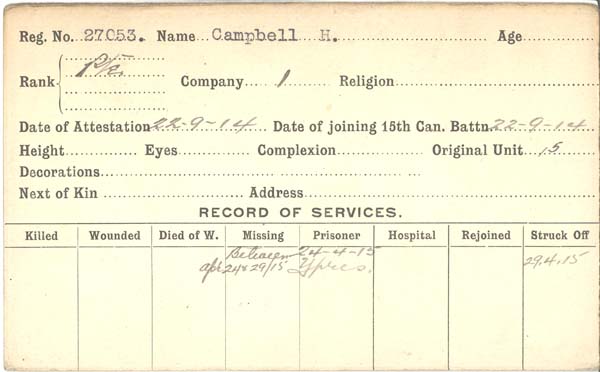 Reg. No. 27053. Name Campbell H. Age
Rank Pte. Company 1 Religion
Date of Attestation 22-9-14 Date of joining 15th Can. Battn. 22-9-14
Height Eyes Complexion Original Unit 15
Decorations
Next of Kin Address
RECORD OF SERVICES.
Killed Wounded Died of W. Missing Prisoner Hospital Rejoined Struck Off
Between 24-4-15 29.4.15
apl 24 & 29/15 Ypres.